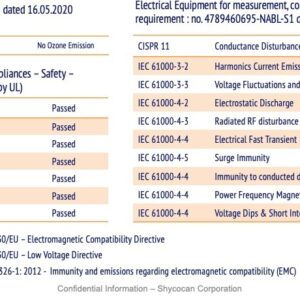 dated 16.05.2020
No Ozone Emission
pliances – Safety –
by UL)
Passed
Passed
Passed
Passed
Passed
Passed
Electrical Equipment for measurement, co
requirement : no. 4789460695-NABL-S1 d
CISPR 11 Conductance Disturbance
IEC 61000-3-2 Harmonics Current Emiss
IEC 61000-3-3 Voltage Fluctuations and
IEC 61000-4-2 Electrostatic Discharge
IEC 61000-4-3 Radiated RF disturbance
IEC 61000-4-4 Electrical Fast Transient
IEC 61000-4-5 Surge Immunity
IEC 61000-4-4 Immunity to conducted d
IEC 61000-4-4 Power Frequency Magne
IEC 61000-4-4 Voltage Dips & Short Inte
30/EU – Electromagnetic Compatibility Directive
/EU – Low Voltage Directive
326-1: 2012 - Immunity and emissions regarding electromagnetic compatibility (EMC)
Confidential Information – Shycocan Corporation